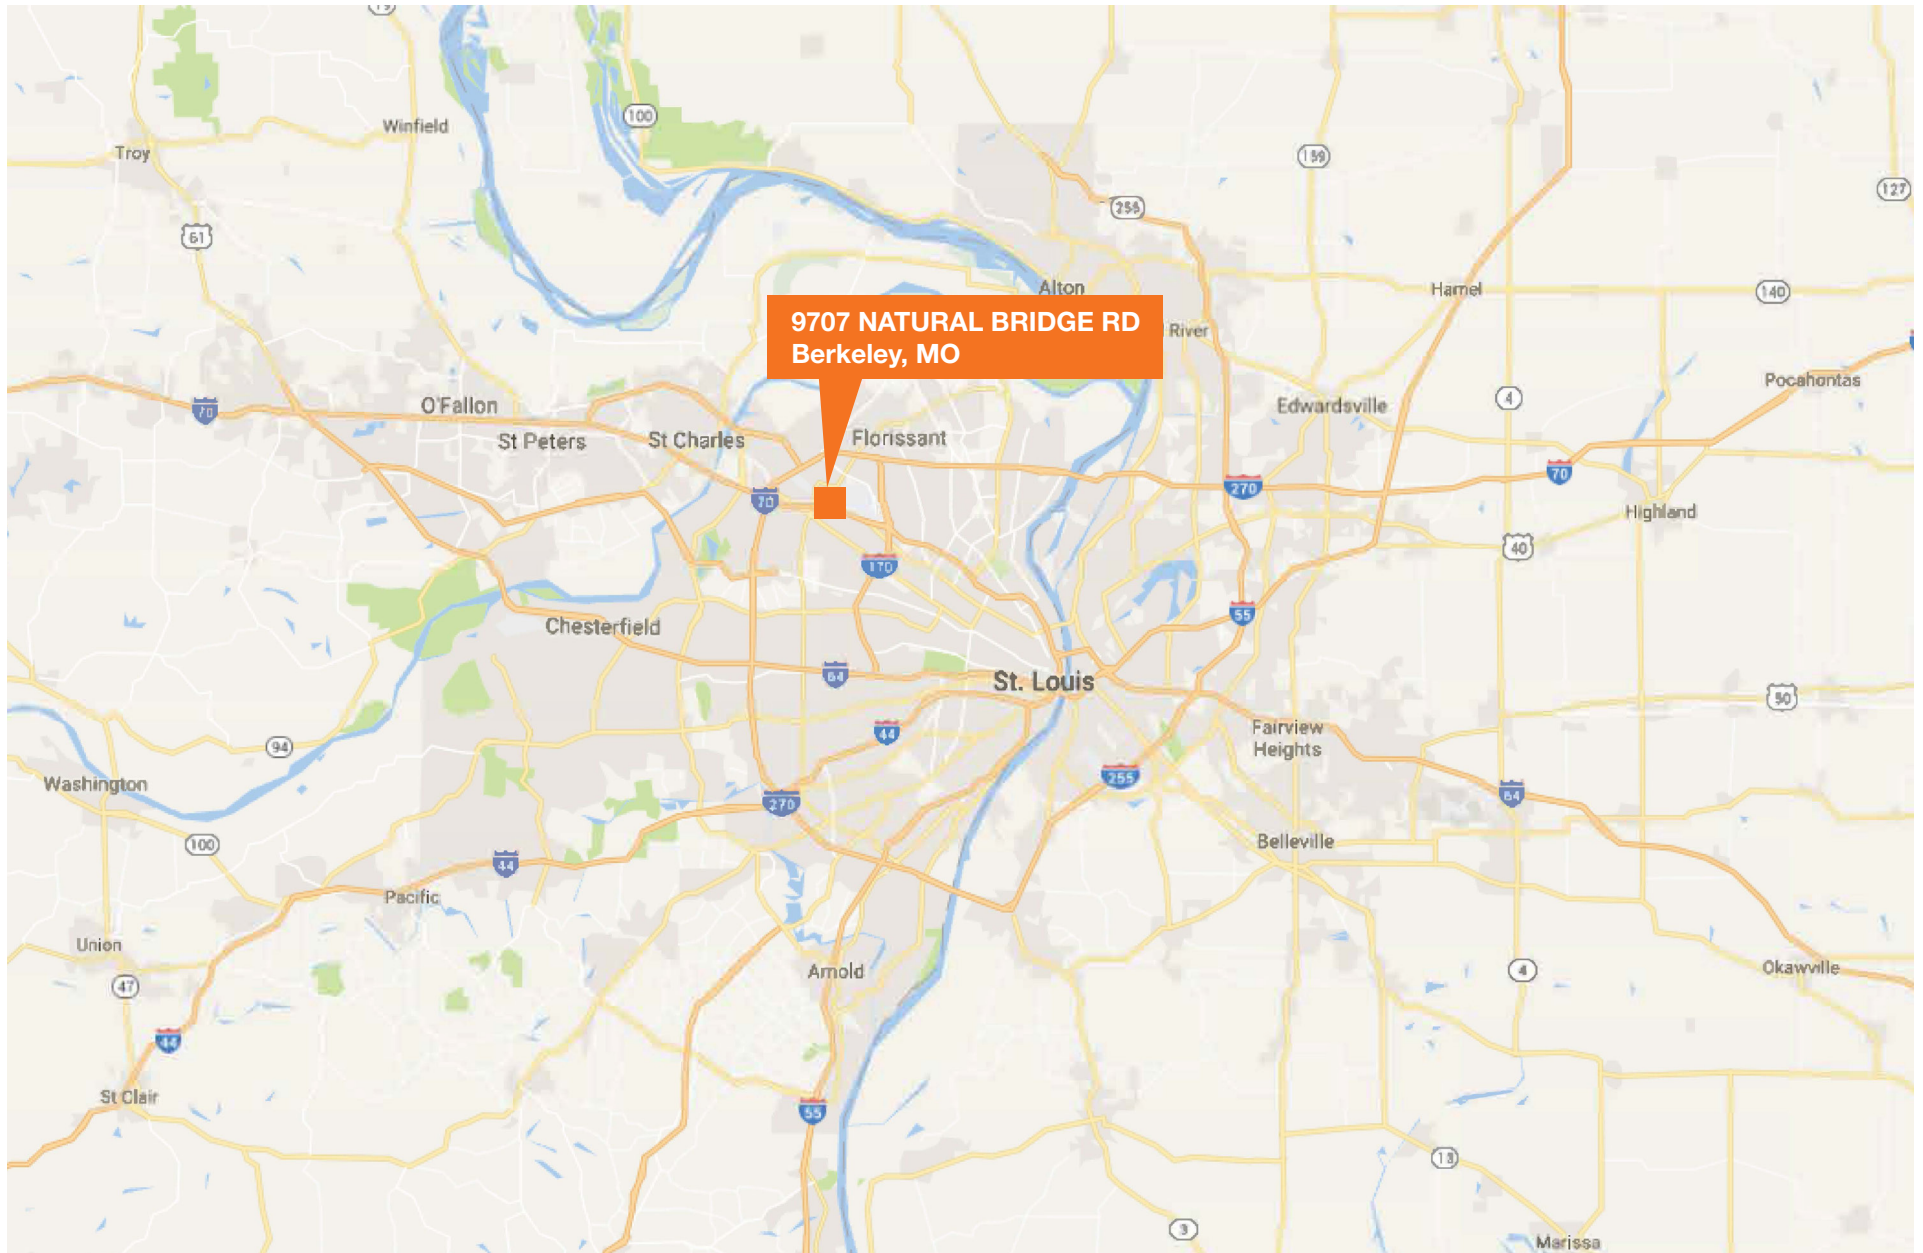 79
Winfield
100
Troy
159
127
255
61
Alton
Hamel
140
9707 NATURAL BRIDGE RD
Berkeley, MO
River
Pocahontas
4
O'Fallon
70
Edwardsville
St Peters
St Charles
Florissant
70
270
70
Highland
40
170
55
Chesterfield
64
St. Louis
50
Fairview
Heights
44
94
Washington
255
64
270
100
Belleville
44
Pacific
Union
47
Arnold
4
Okawville
44
St Clair
55
13
3
Marissa